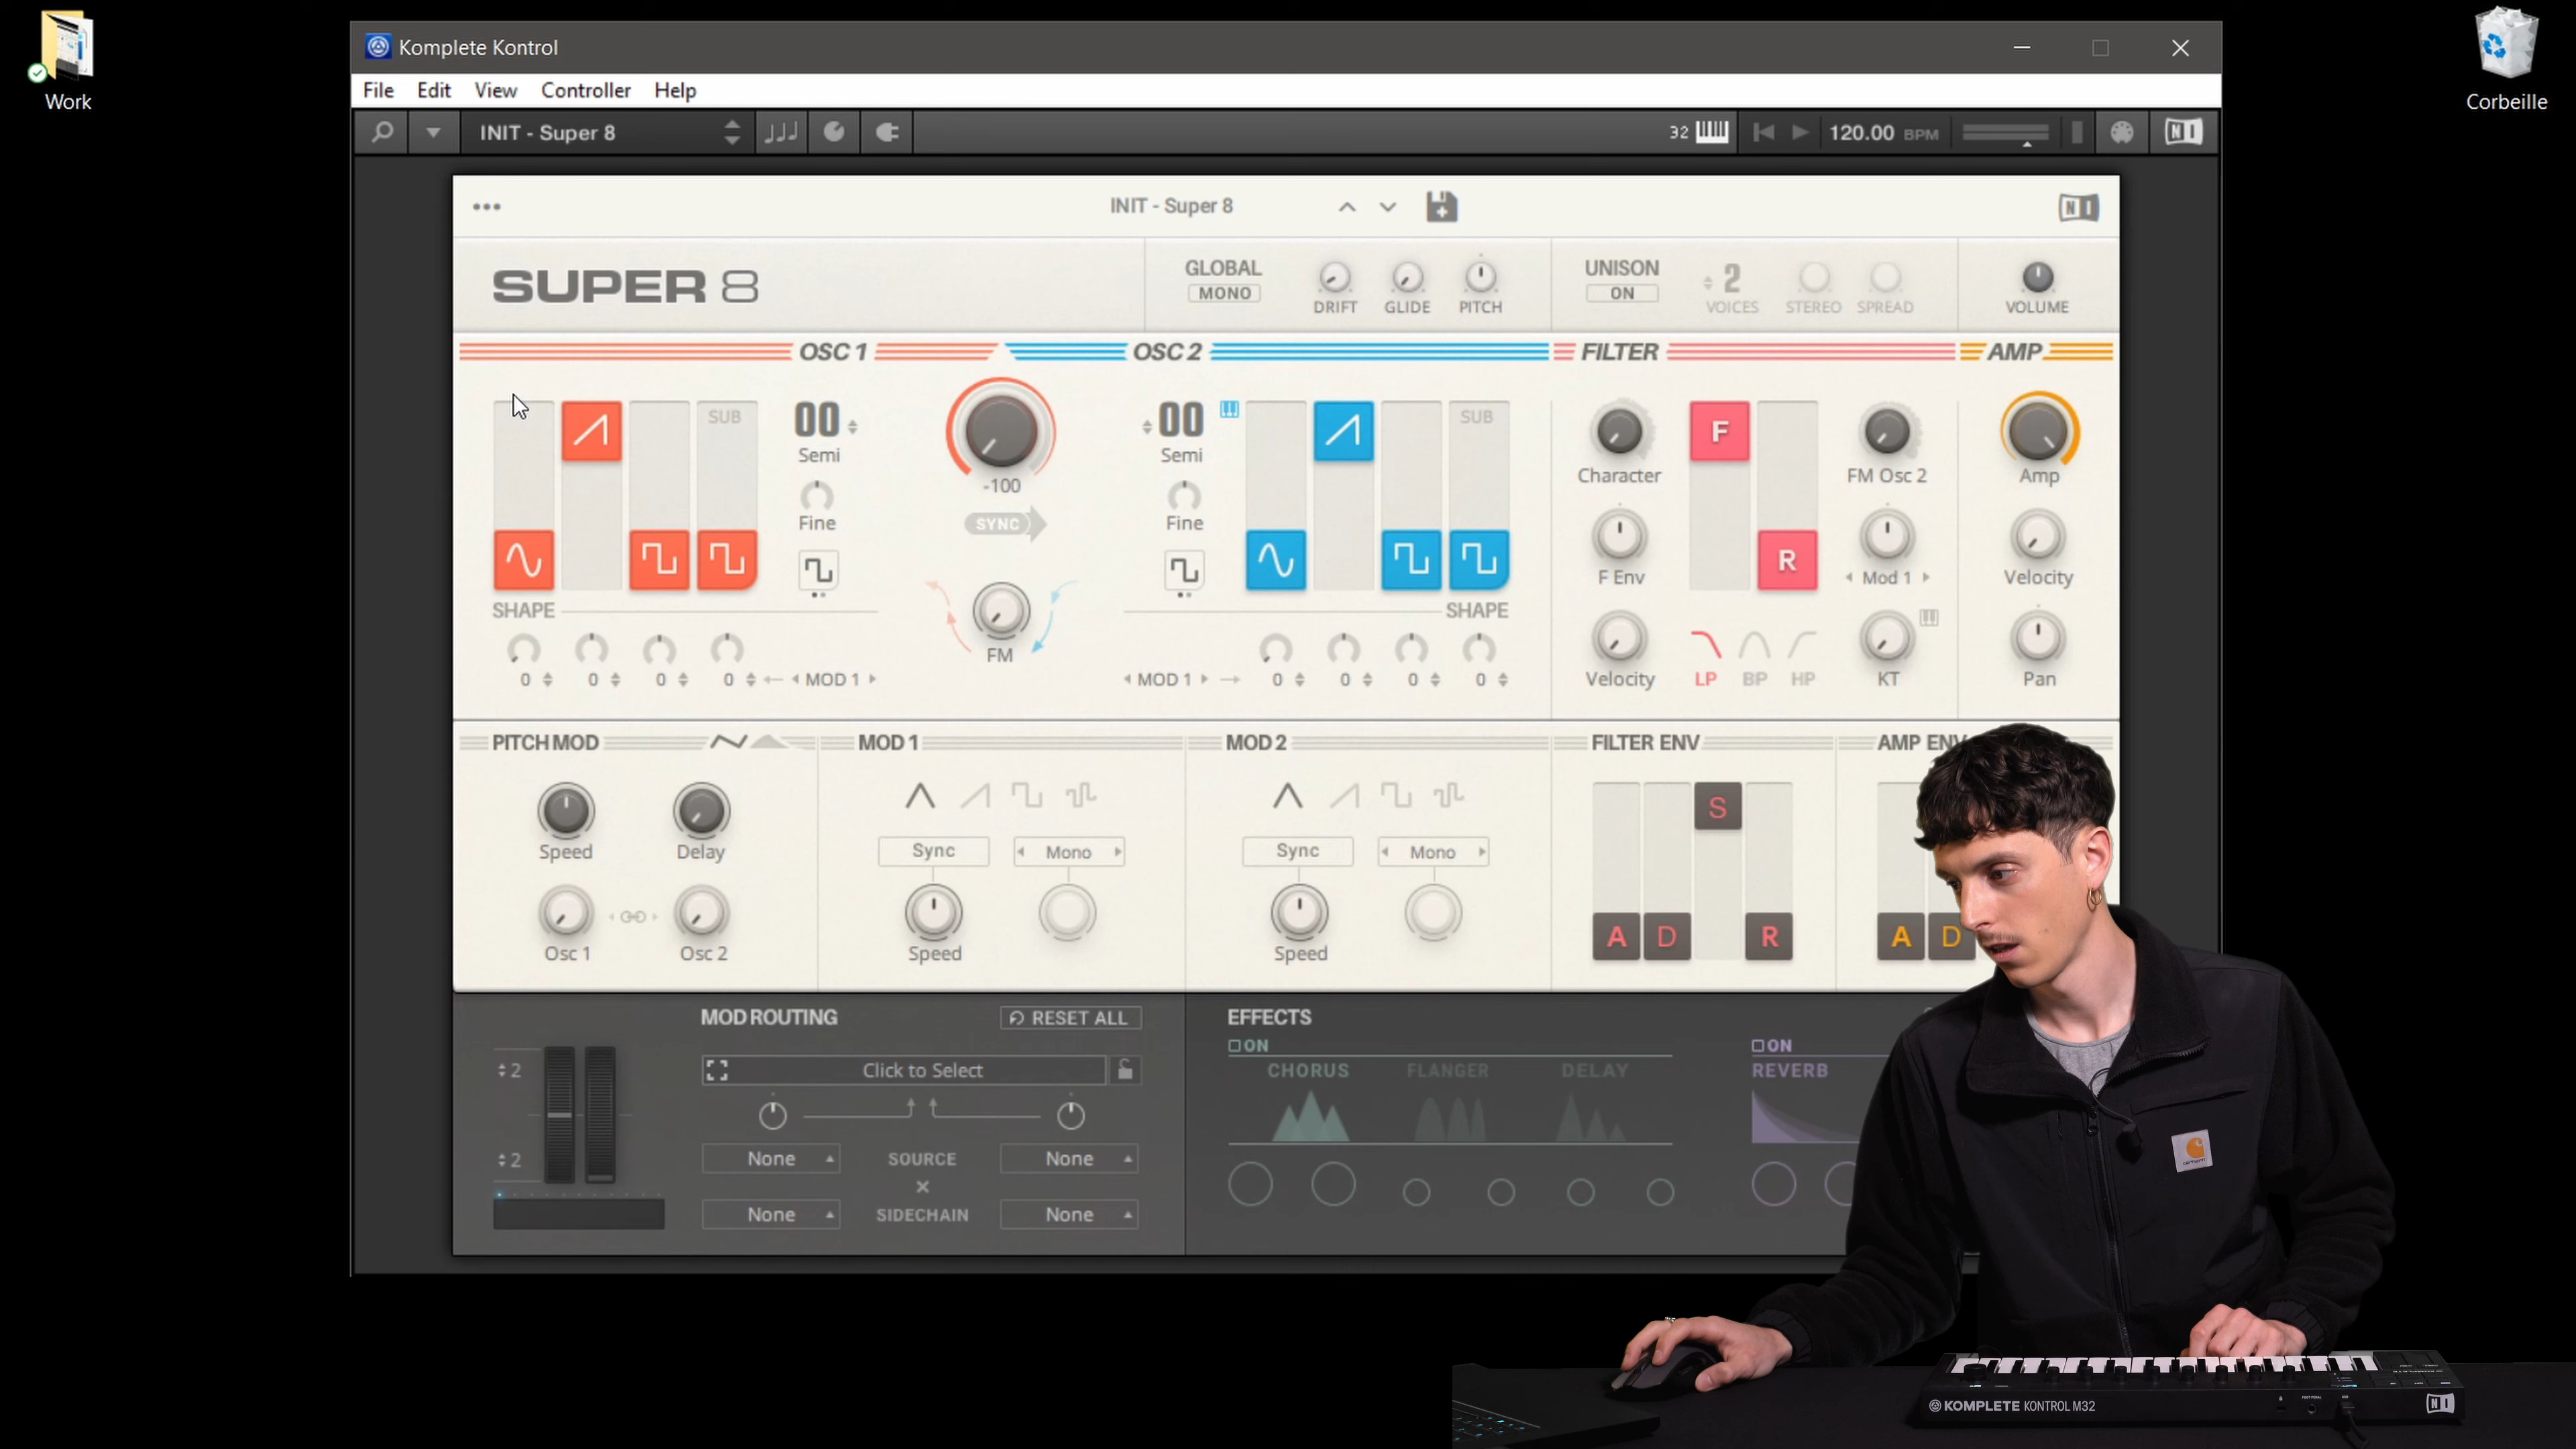 Work
Corbeille
Komplete Kontrol
File Edit View Controller Help
INIT - Super 8
32
120.00 BPM
NI
INIT - Super 8
NI
SUPER 8
GLOBAL
MONO
DRIFT GLIDE PITCH
UNISON
ON
2
VOICES STEREO SPREAD
VOLUME
OSC 1 OSC 2 FILTER AMP
SUB
00
Semi
Fine
-100
SYNC
FM
00
Semi
Fine
SUB
Character
F
R
FM Osc 2
Amp
F Env
Mod 1
Velocity
SHAPE
SHAPE
0 0 0 0 MOD 1
MOD 1 0 0 0 0
Velocity
LP BP HP
KT
Pan
PITCH MOD MOD 1 MOD 2 FILTER ENV AMP ENV
Speed Delay
Osc 1 Osc 2
Sync Mono
Speed
Sync Mono
Speed
S
A D R
A D
MOD ROUTING RESET ALL
2
Click to Select
2
None SOURCE None
×
None SIDECHAIN None
EFFECTS
ON
CHORUS FLANGER DELAY
ON
REVERB
KOMPLETE KONTROL M32
NI